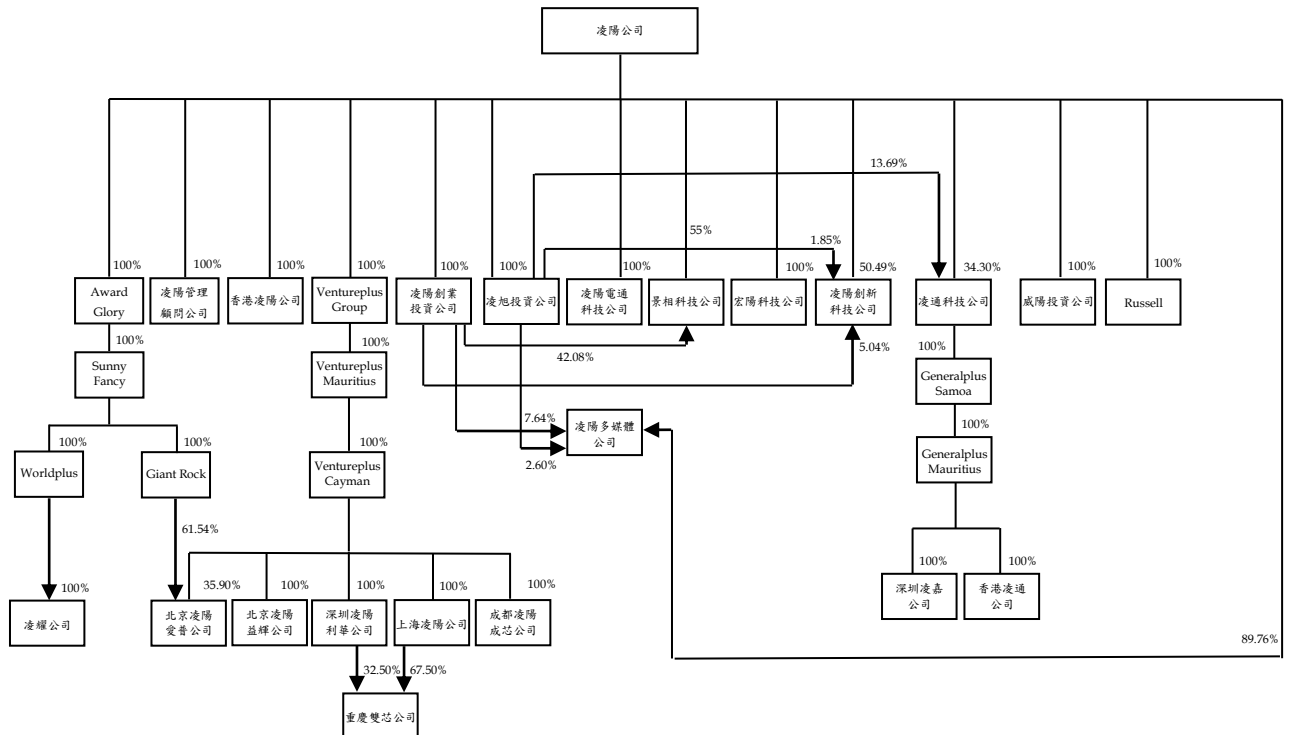 凌陽公司
13.69%
55%
1.85%
100%
100%
100%
100%
100%
100%
100%
100%
50.49%
34.30%
100%
100%
Award
Glory
凌陽管理
顧問公司
香港凌陽公司
Ventureplus
Group
凌陽創業
投資公司
凌旭投資公司
凌陽電通
科技公司
景相科技公司
宏陽科技公司
凌陽創新
科技公司
凌通科技公司
威陽投資公司
Russell
100%
100%
42.08%
5.04%
100%
Sunny
Fancy
Ventureplus
Mauritius
Generalplus
Samoa
7.64%
凌陽多媒體
公司
100%
100%
100%
100%
2.60%
Worldplus
Giant Rock
Ventureplus
Cayman
Generalplus
Mauritius
61.54%
100%
35.90%
100%
100%
100%
100%
100%
100%
凌耀公司
北京凌陽
愛普公司
北京凌陽
益輝公司
深圳凌陽
利華公司
上海凌陽公司
成都凌陽
成芯公司
深圳凌嘉
公司
香港凌通
公司
89.76%
32.50%
67.50%
重慶雙芯公司